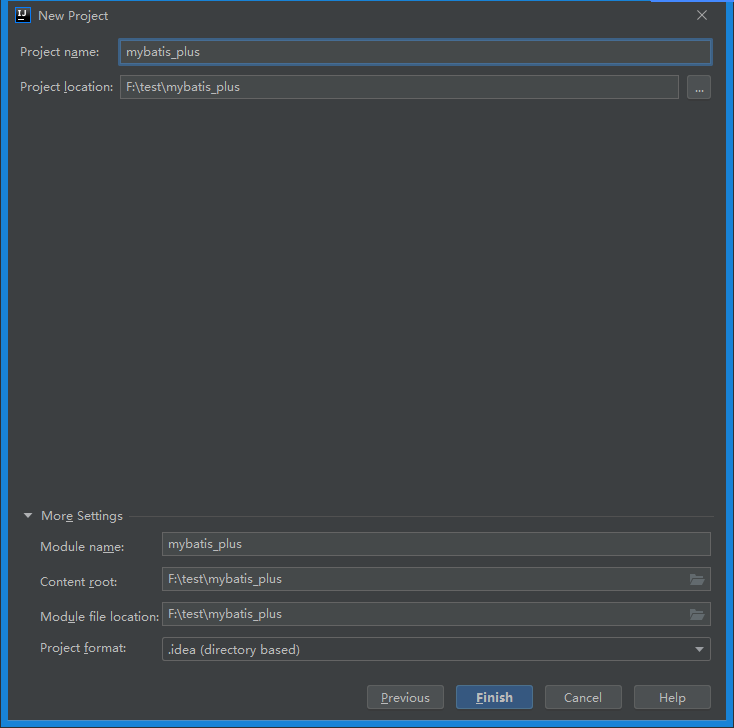 New Project
Project name: mybatis_plus
Project location: F:\test\mybatis_plus ...
More Settings
Module name: mybatis_plus
Content root: F:\test\mybatis_plus
Module file location: F:\test\mybatis_plus
Project format: .idea (directory based)
Previous Finish Cancel Help